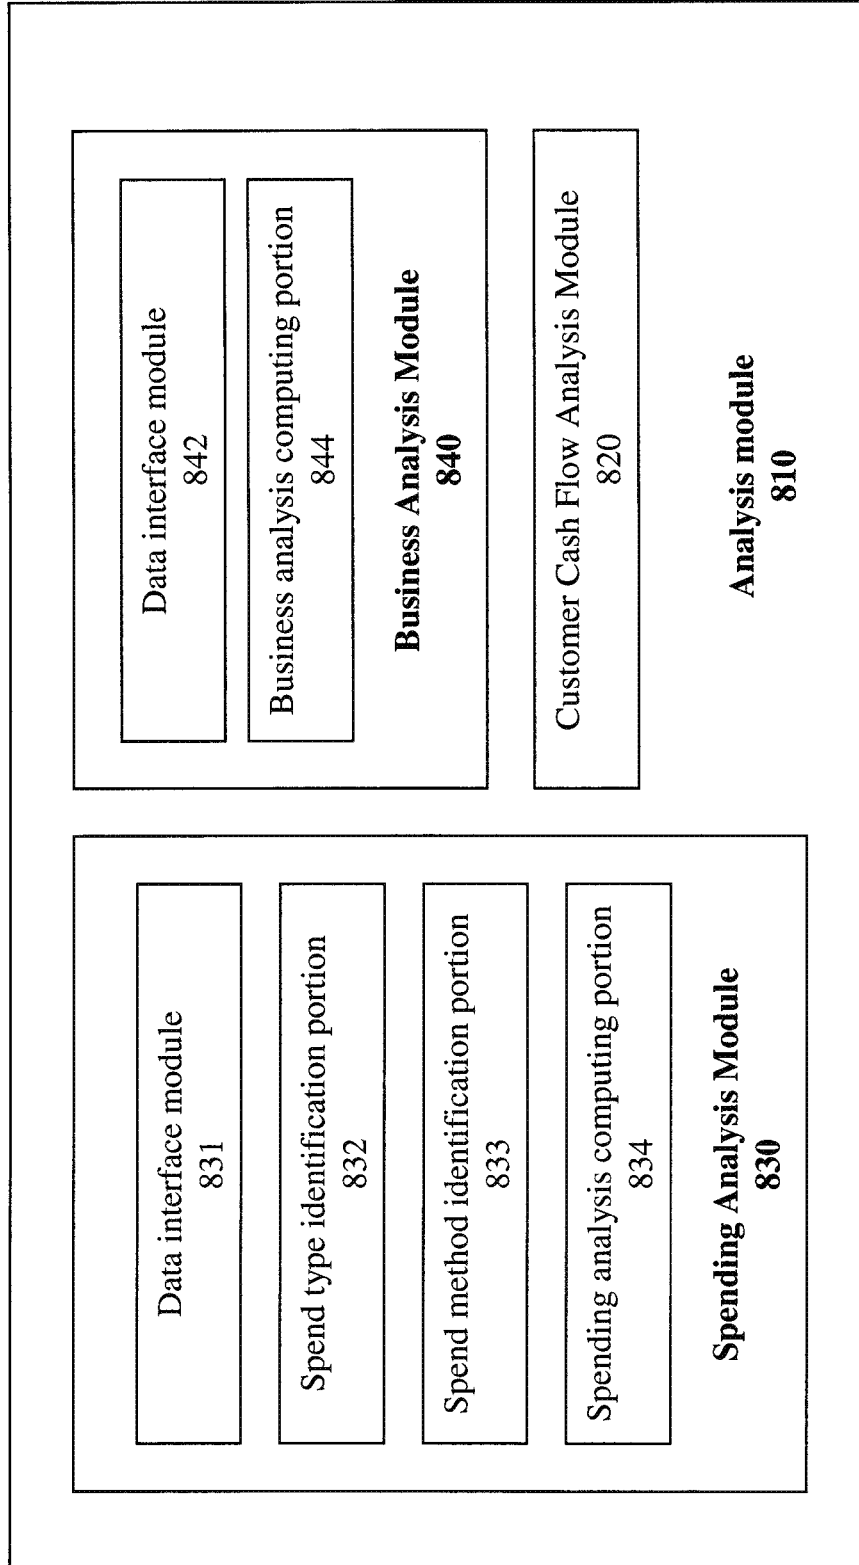 Data interface module
831
Spend type identification portion
832
Spend method identification portion
833
Spending analysis computing portion
834
Spending Analysis Module
830
Data interface module
842
Business analysis computing portion
844
Business Analysis Module
840
Customer Cash Flow Analysis Module
820
Analysis module
810